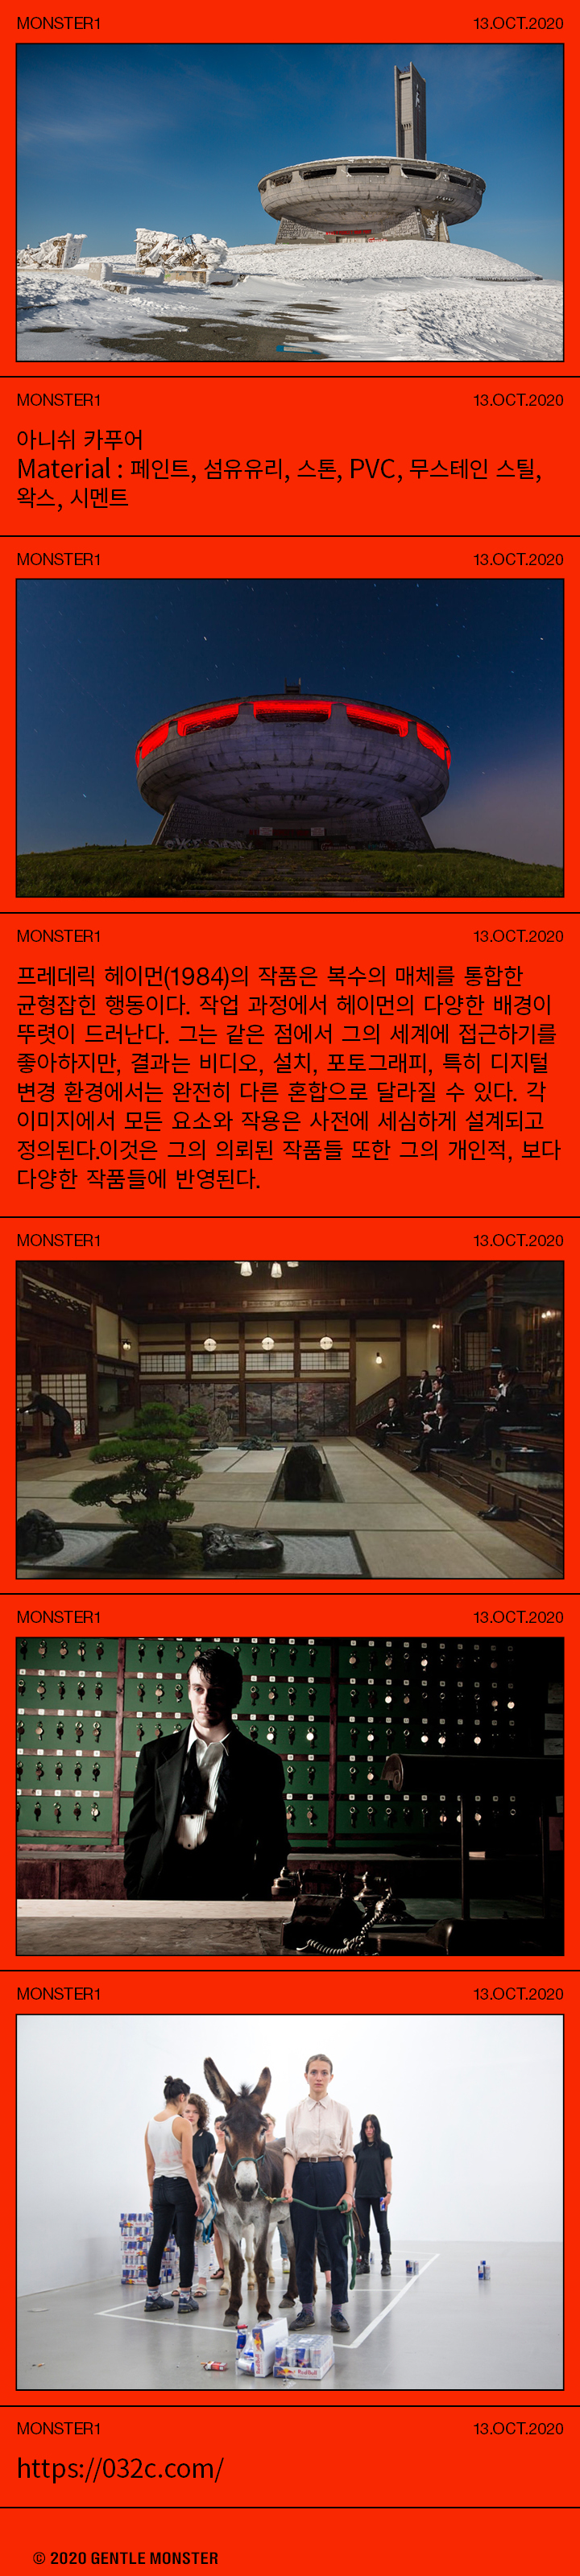 MONSTER1 13.OCT.2020
MONSTER1 13.OCT.2020
아니쉬 카푸어
Material : 페인트, 섬유유리, 스톤, PVC, 무스테인 스틸,
왁스, 시멘트
MONSTER1 13.OCT.2020
MONSTER1 13.OCT.2020
프레데릭 헤이먼(1984)의 작품은 복수의 매체를 통합한
균형잡힌 행동이다. 작업 과정에서 헤이먼의 다양한 배경이
뚜렷이 드러난다. 그는 같은 점에서 그의 세계에 접근하기를
좋아하지만, 결과는 비디오, 설치, 포토그래피, 특히 디지털
변경 환경에서는 완전히 다른 혼합으로 달라질 수 있다. 각
이미지에서 모든 요소와 작용은 사전에 세심하게 설계되고
정의된다.이것은 그의 의뢰된 작품들 또한 그의 개인적, 보다
다양한 작품들에 반영된다.
MONSTER1 13.OCT.2020
MONSTER1 13.OCT.2020
MONSTER1 13.OCT.2020
RedBull
MONSTER1 13.OCT.2020
https://032c.com/
© 2020 GENTLE MONSTER